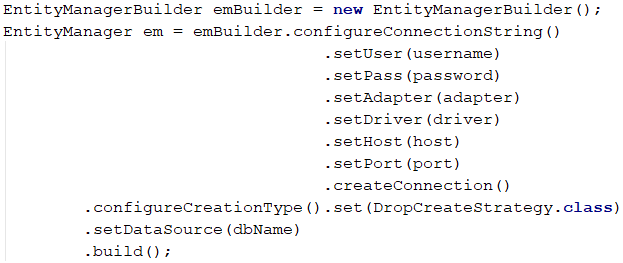 EntityManagerBuilder emBuilder = new EntityManagerBuilder();
EntityManager em = emBuilder.configureConnectionString()
.setUser(username)
.setPass(password)
.setAdapter(adapter)
.setDriver(driver)
.setHost(host)
.setPort(port)
.createConnection()
.configureCreationType().set(DropCreateStrategy.class)
.setDataSource(dbName)
.build();